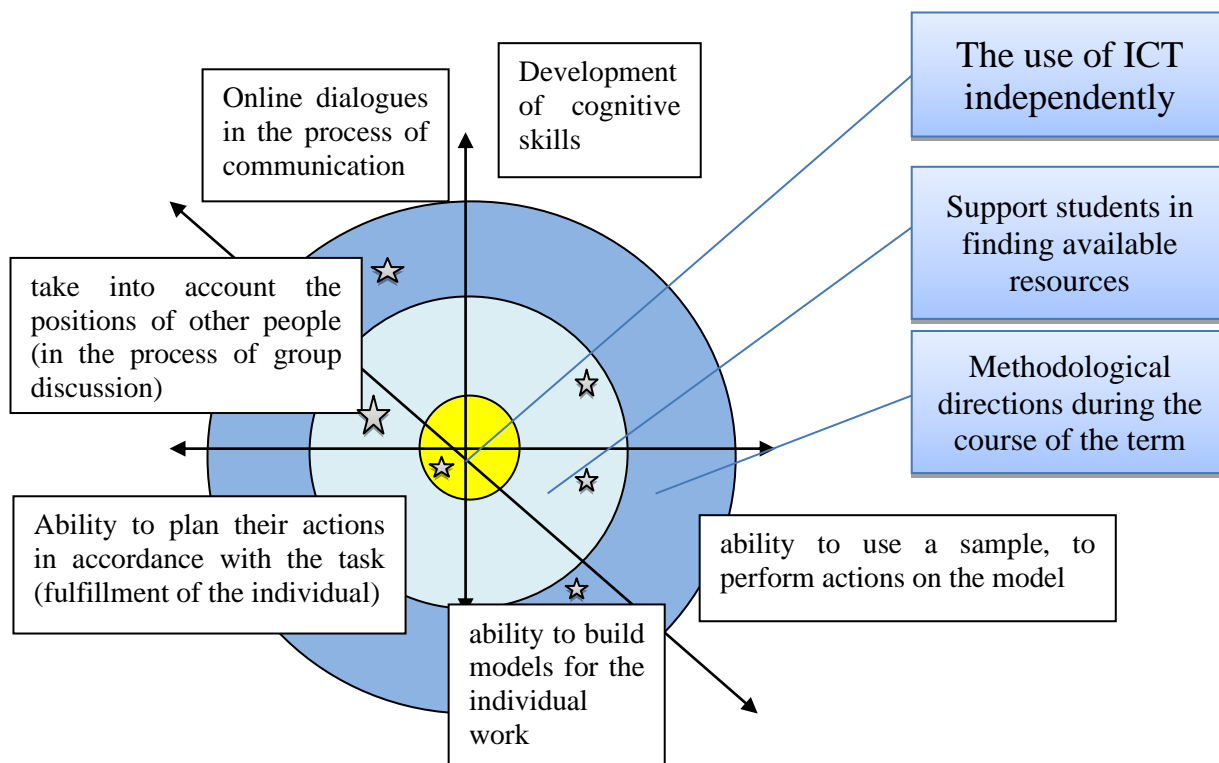 Online dialogues
in the process of
communication
Development
of cognitive
skills
The use of ICT
independently
Support students in
finding available
resources
take into account the
positions of other people
(in the process of group
discussion)
Methodological
directions during the
course of the term
Ability to plan their actions
in accordance with the task
(fulfillment of the individual)
ability to use a sample, to
perform actions on the model
ability to build
models for the
individual
work